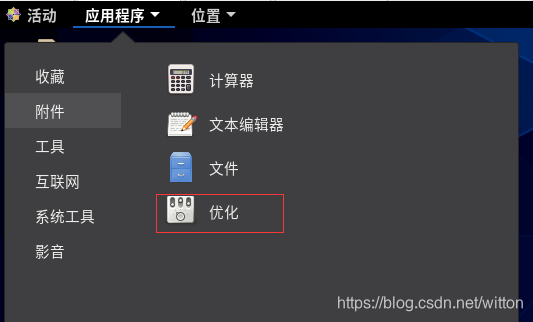 活动 应用程序 位置
收藏
附件
工具
互联网
系统工具
影音
计算器
文本编辑器
文件
优化
https://blog.csdn.net/witton